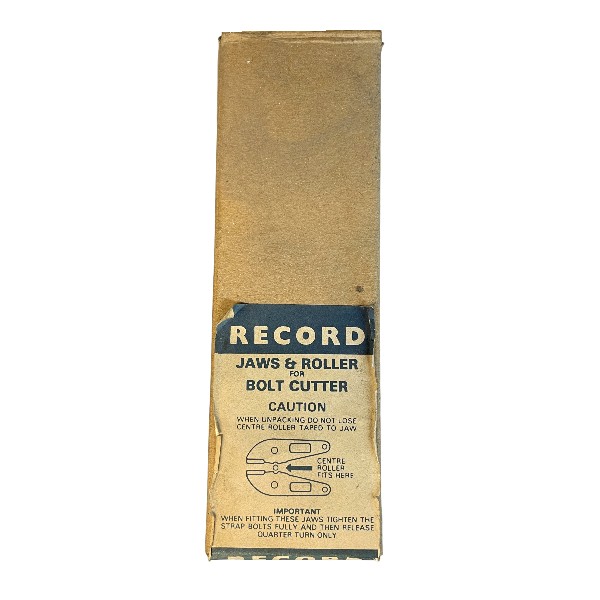 RECORD
JAWS & ROLLER
FOR
BOLT CUTTER
CAUTION
WHEN UNPACKING DO NOT LOSE
CENTRE ROLLER TAPED TO JAW
CENTRE
ROLLER
FITS HERE
IMPORTANT
WHEN FITTING THESE JAWS TIGHTEN THE
STRAP BOLTS FULLY AND THEN RELEASE
QUARTER TURN ONLY
RECORD